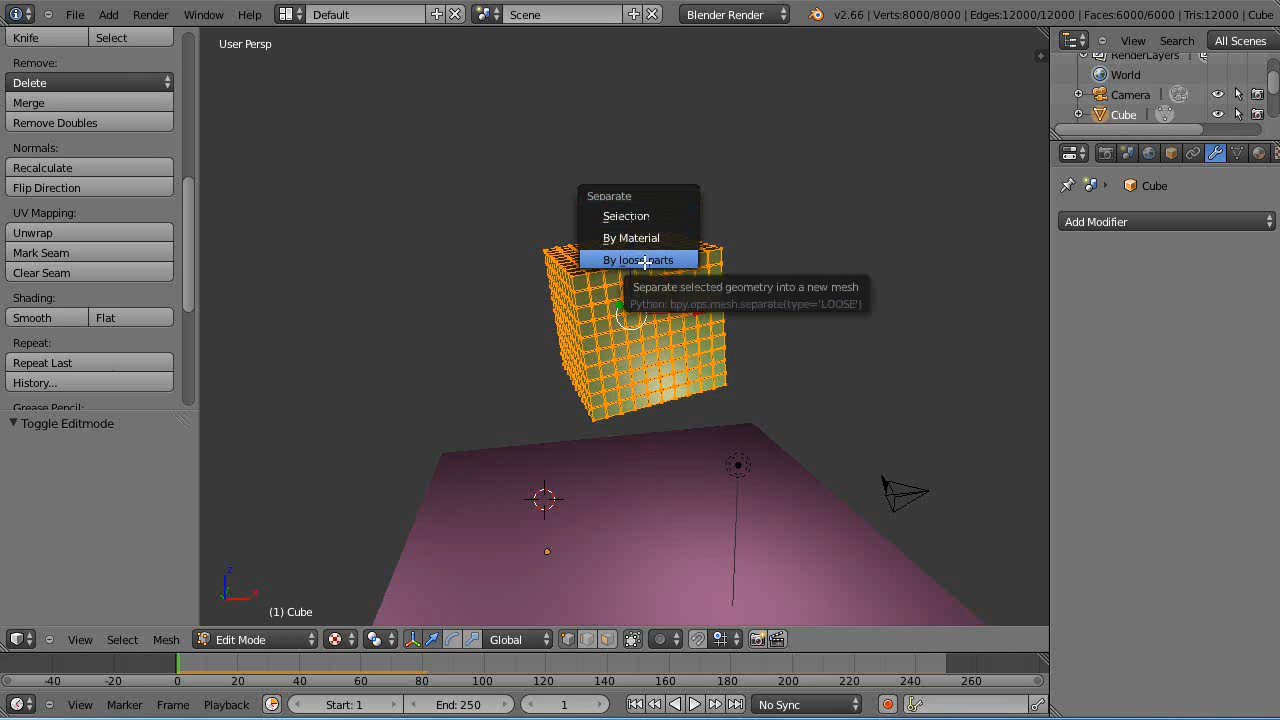 File Add Render Window Help Default Scene Blender Render v2.66 | Verts:8000/8000 | Edges:12000/12000 | Faces:6000/6000 | Tris:12000 | Cube
Knife Select
Remove:
Delete
Merge
Remove Doubles
Normals:
Recalculate
Flip Direction
UV Mapping:
Unwrap
Mark Seam
Clear Seam
Shading:
Smooth Flat
Repeat:
Repeat Last
History...
Grease Pencil:
Toggle Editmode
User Persp
Separate
Selection
By Material
By loose parts
Separate selected geometry into a new mesh
Python: bpy.ops.mesh.separate(type='LOOSE')
z
x
(1) Cube
View Search All Scenes
RenderLayers
World
Camera
Cube
Cube
Add Modifier
View Select Mesh Edit Mode Global
-40 -20 0 20 40 60 80 100 120 140 160 180 200 220 240 260
View Marker Frame Playback Start: 1 End: 250 1 No Sync